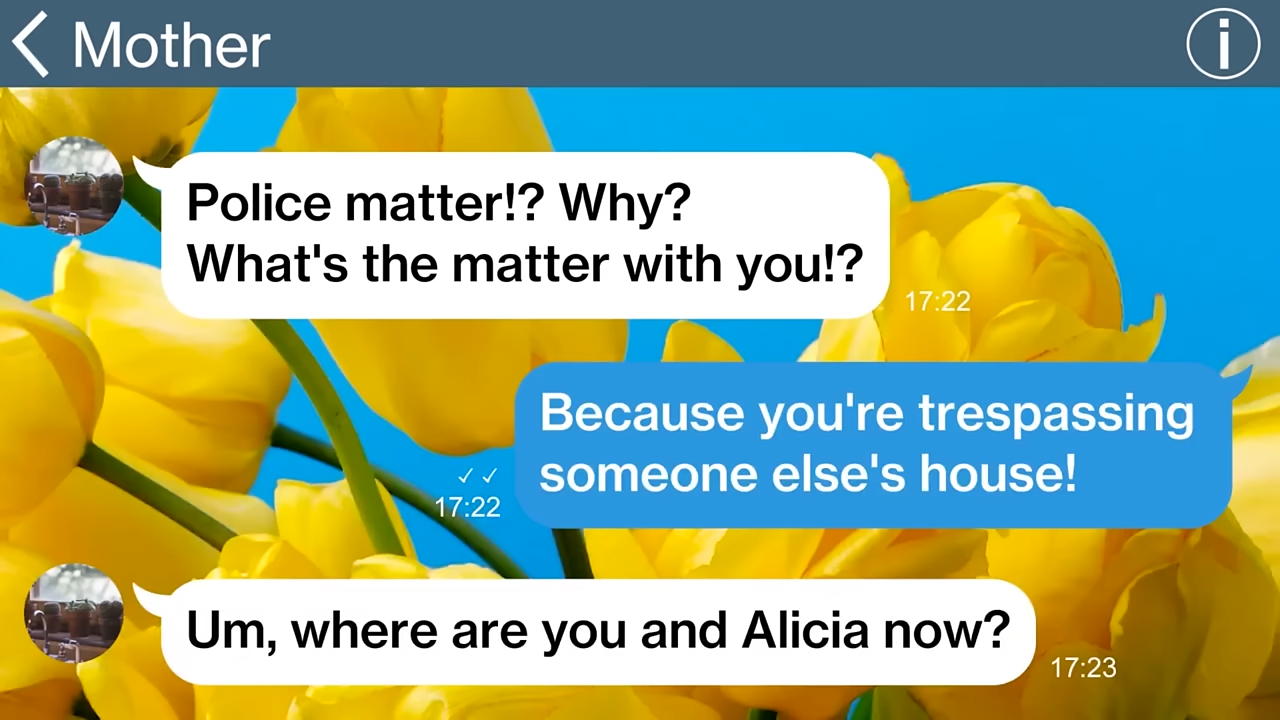 Mother
Police matter!? Why?
What's the matter with you!?
17:22
Because you're trespassing
someone else's house!
17:22
Um, where are you and Alicia now?
17:23